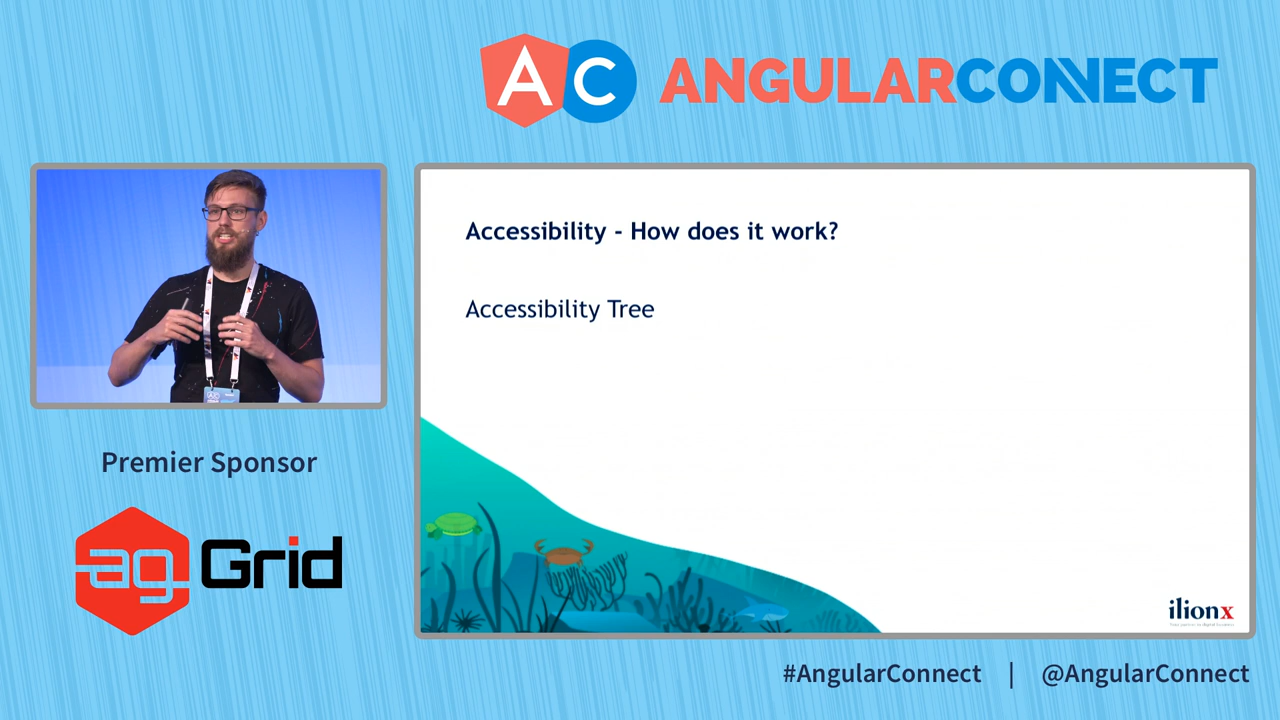 AC ANGULARCONNECT
Accessibility - How does it work?
Accessibility Tree
Premier Sponsor
ag Grid
ilionx
#AngularConnect | @AngularConnect